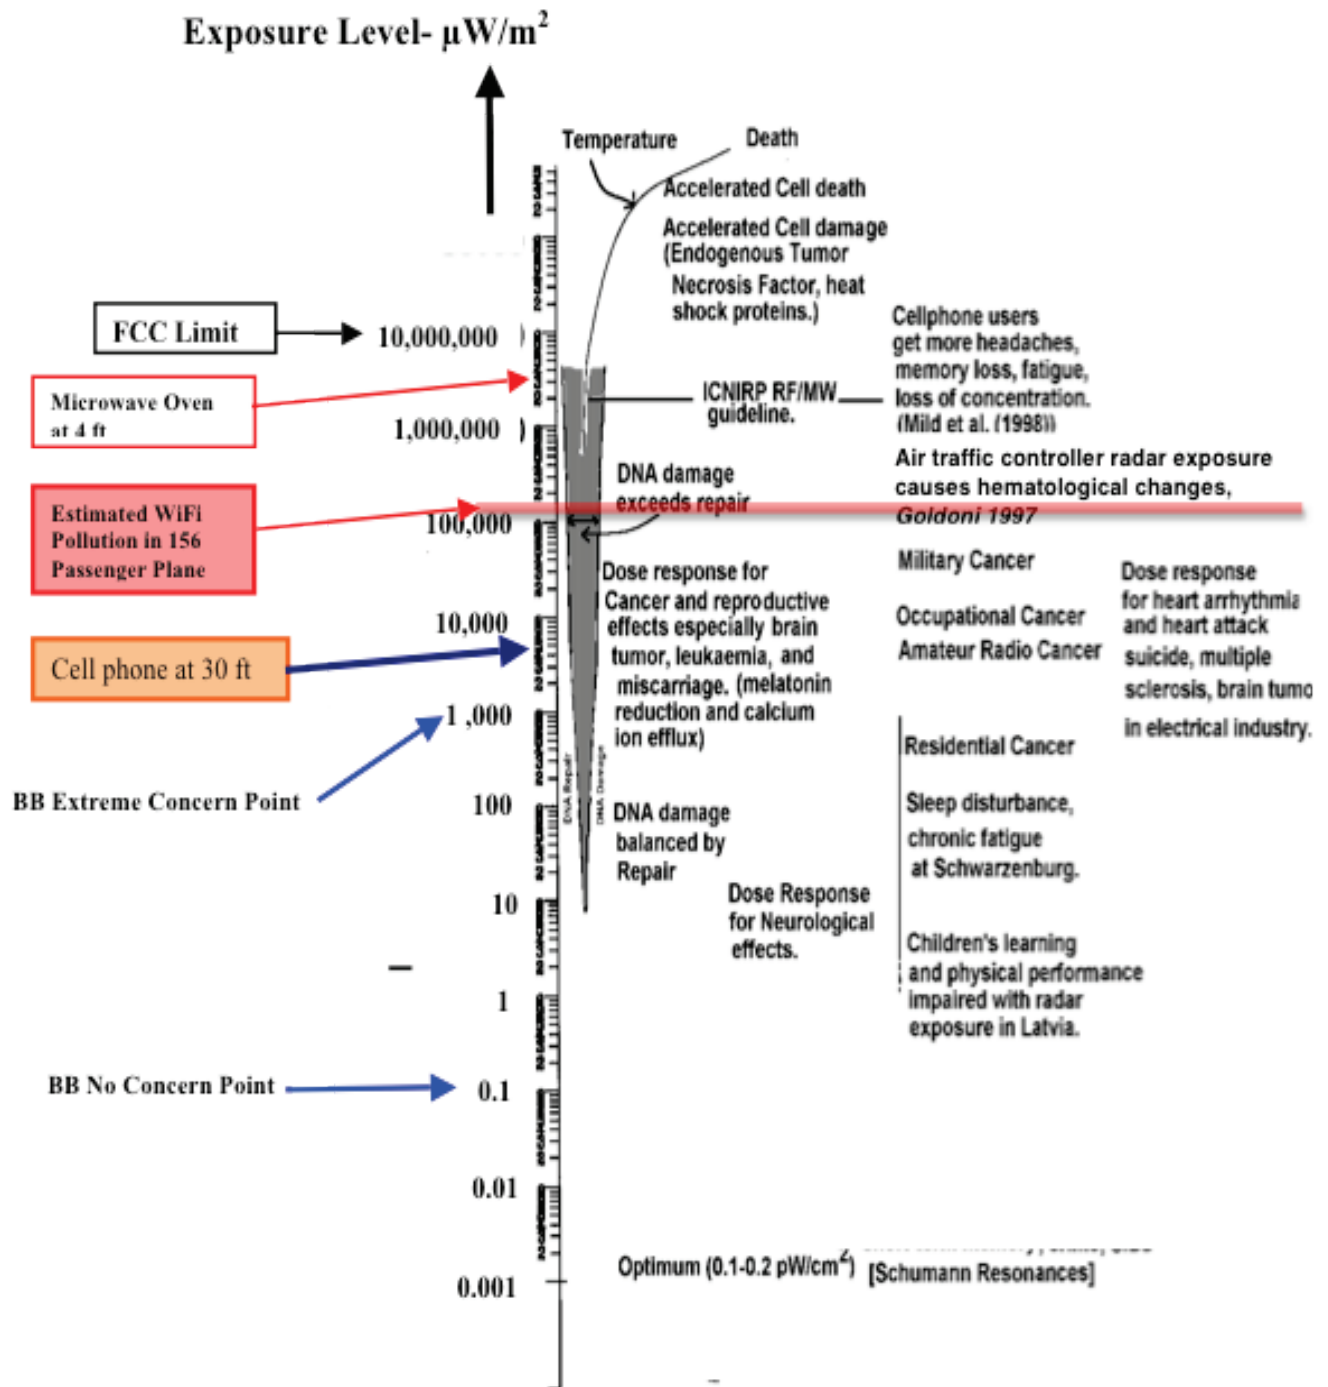 Exposure Level- µW/m²
Temperature
Death
Accelerated Cell death
Accelerated Cell damage
(Endogenous Tumor
Necrosis Factor, heat
shock proteins.)
FCC Limit
10,000,000
Cellphone users
get more headaches,
memory loss, fatigue,
loss of concentration.
(Mild et al. (1998))
Microwave Oven
at 4 ft
ICNIRP RF/MW
guideline.
1,000,000
Air traffic controller radar exposure
causes hematological changes,
Goldoni 1997
DNA damage
exceeds repair
Estimated WiFi
Pollution in 156
Passenger Plane
100,000
Military Cancer
Occupational Cancer
Amateur Radio Cancer
Dose response
for heart arrhythmia
and heart attack
suicide, multiple
sclerosis, brain tumo
in electrical industry.
Dose response for
Cancer and reproductive
effects especially brain
tumor, leukaemia, and
miscarriage. (melatonin
reduction and calcium
ion efflux)
10,000
Cell phone at 30 ft
1,000
BB Extreme Concern Point
Residential Cancer
Sleep disturbance,
chronic fatigue
at Schwarzenburg.
100
DNA Repair
DNA Damage
DNA damage
balanced by
Repair
10
Dose Response
for Neurological
effects.
Children's learning
and physical performance
impaired with radar
exposure in Latvia.
1
BB No Concern Point
0.1
0.01
Optimum (0.1-0.2 pW/cm²)
[Schumann Resonances]
0.001